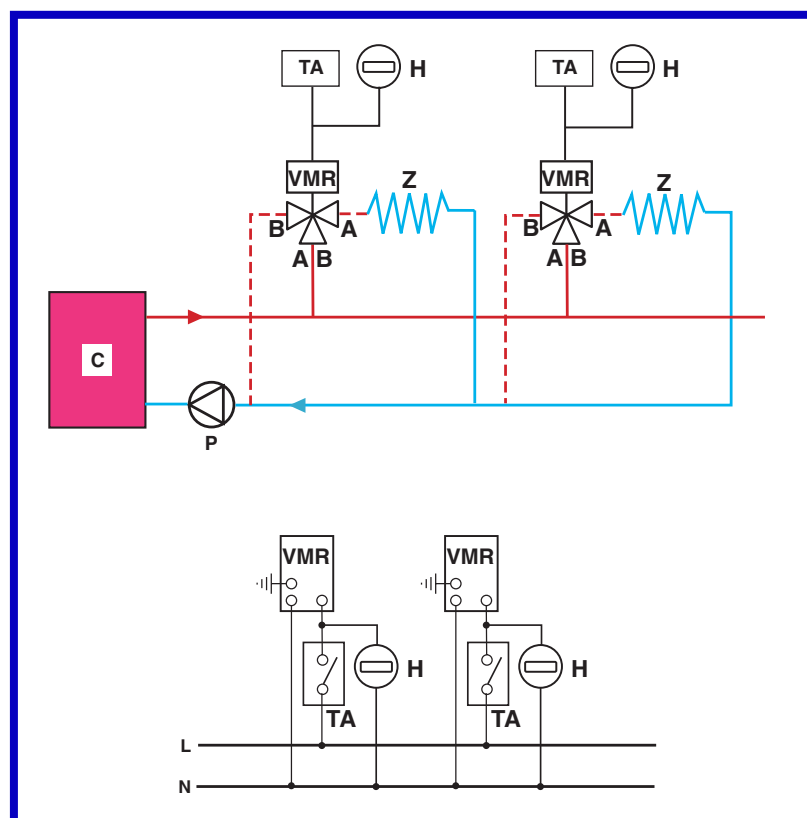 TA H TA H
VMR Z VMR Z
B A B A
A B A B
C
P
VMR VMR
H H
TA TA
L
N